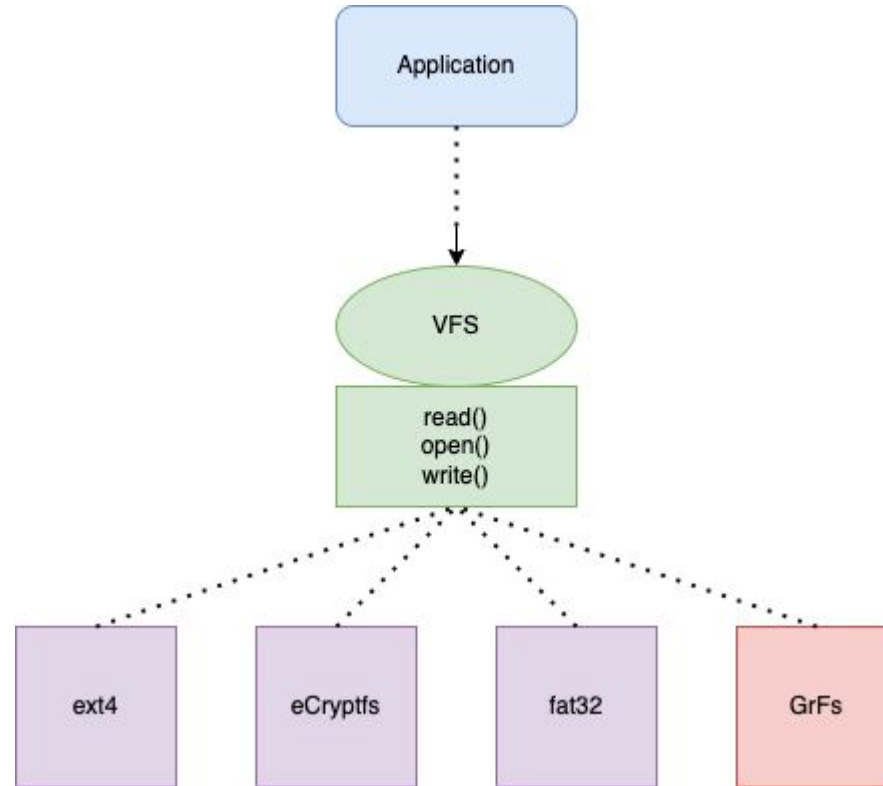 Application
VFS
read()
open()
write()
ext4
eCryptfs
fat32
GrFs